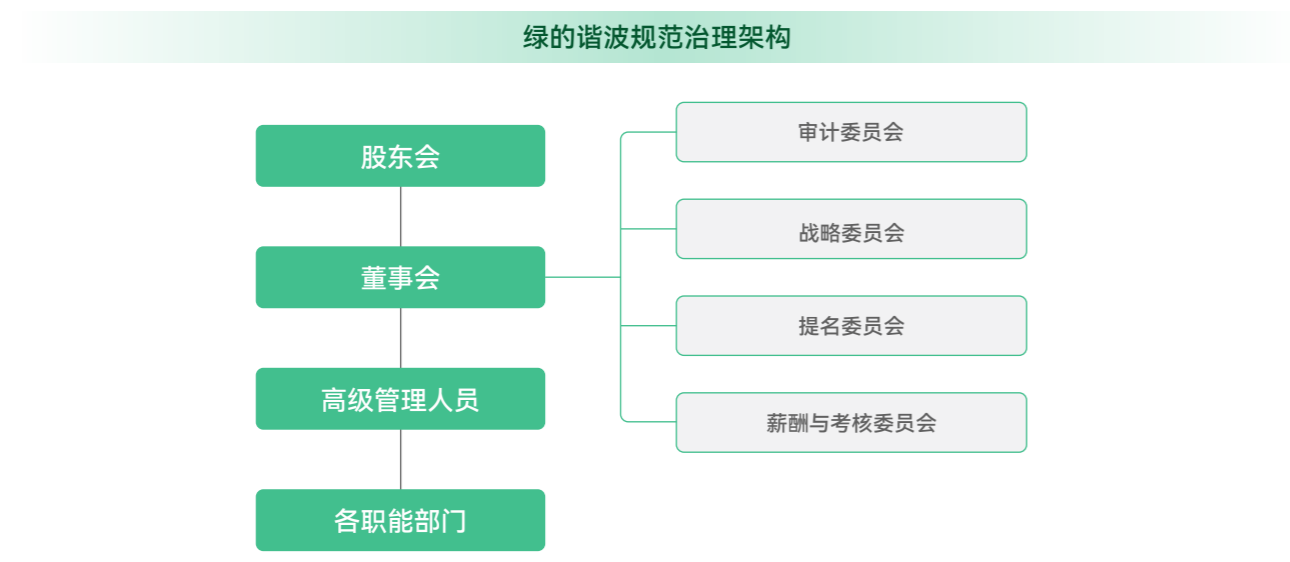 绿的谐波规范治理架构
股东会
董事会
高级管理人员
各职能部门
审计委员会
战略委员会
提名委员会
薪酬与考核委员会